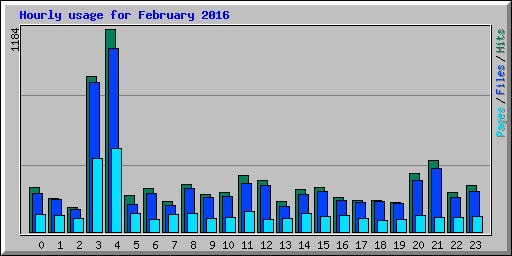 Hourly usage for February 2016
1184
Pages / Files / Hits
0 1 2 3 4 5 6 7 8 9 10 11 12 13 14 15 16 17 18 19 20 21 22 23